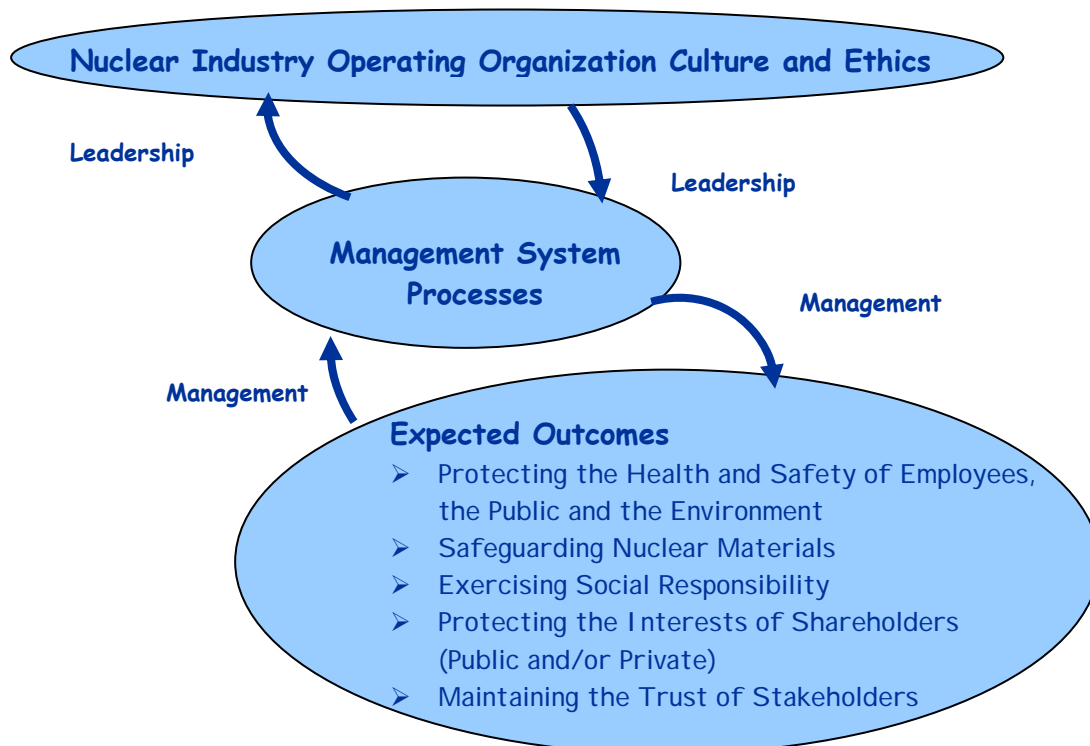 Nuclear Industry Operating Organization Culture and Ethics
Leadership
Leadership
Management System
Processes
Management
Management
Expected Outcomes
➢ Protecting the Health and Safety of Employees,
the Public and the Environment
➢ Safeguarding Nuclear Materials
➢ Exercising Social Responsibility
➢ Protecting the Interests of Shareholders
(Public and/or Private)
➢ Maintaining the Trust of Stakeholders